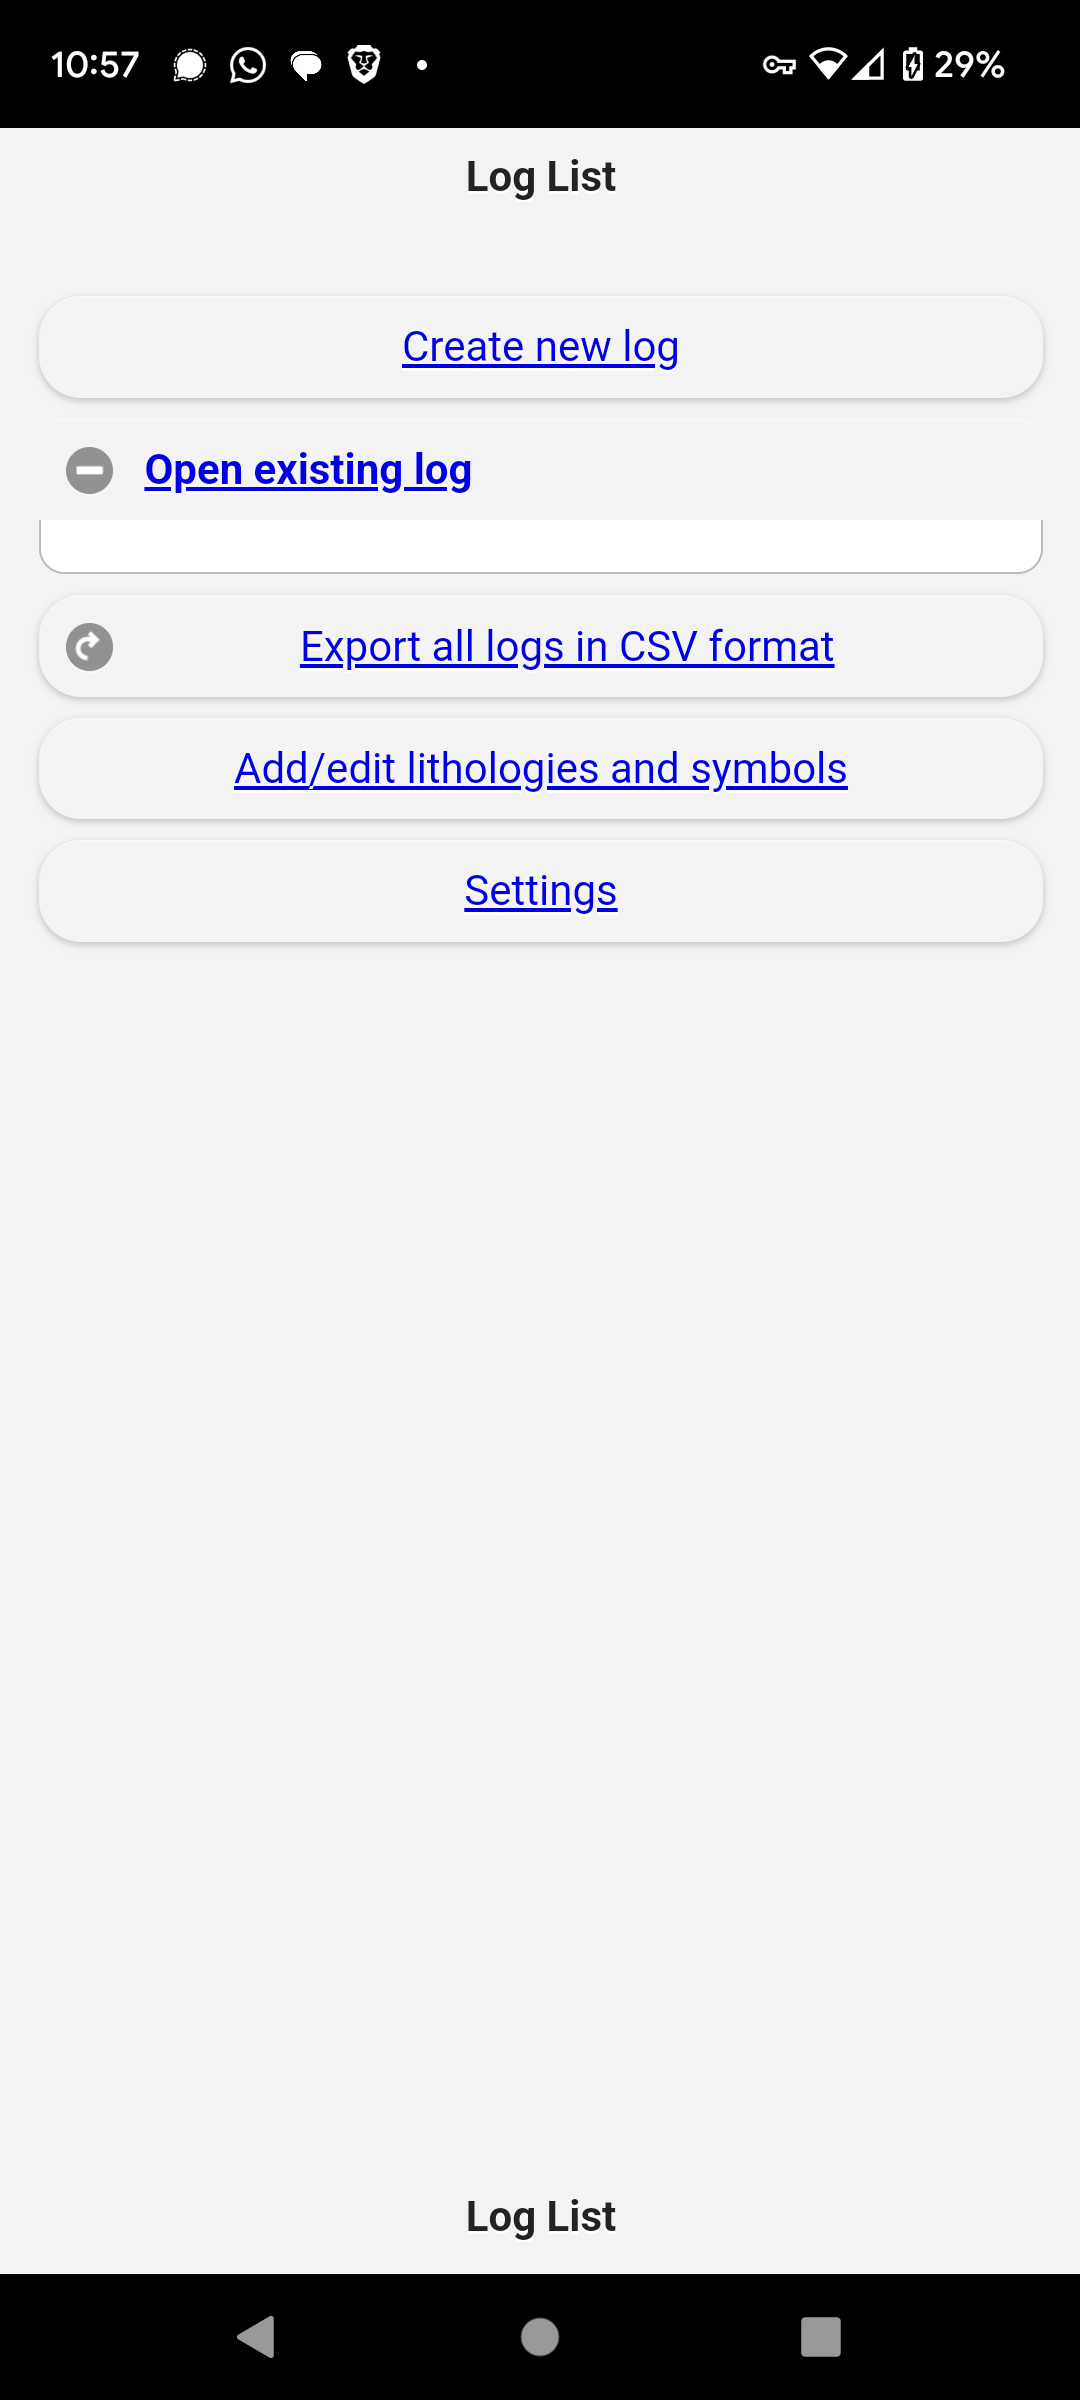 10:57
29%
Log List
Create new log
Open existing log
Export all logs in CSV format
Add/edit lithologies and symbols
Settings
Log List